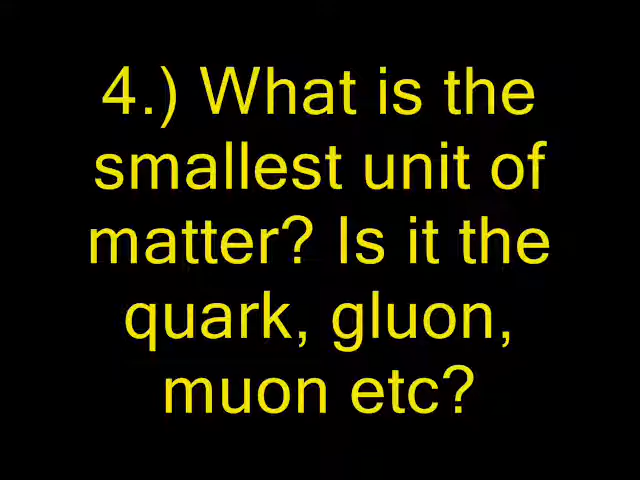 4.) What is the
smallest unit of
matter? Is it the
quark, gluon,
muon etc?